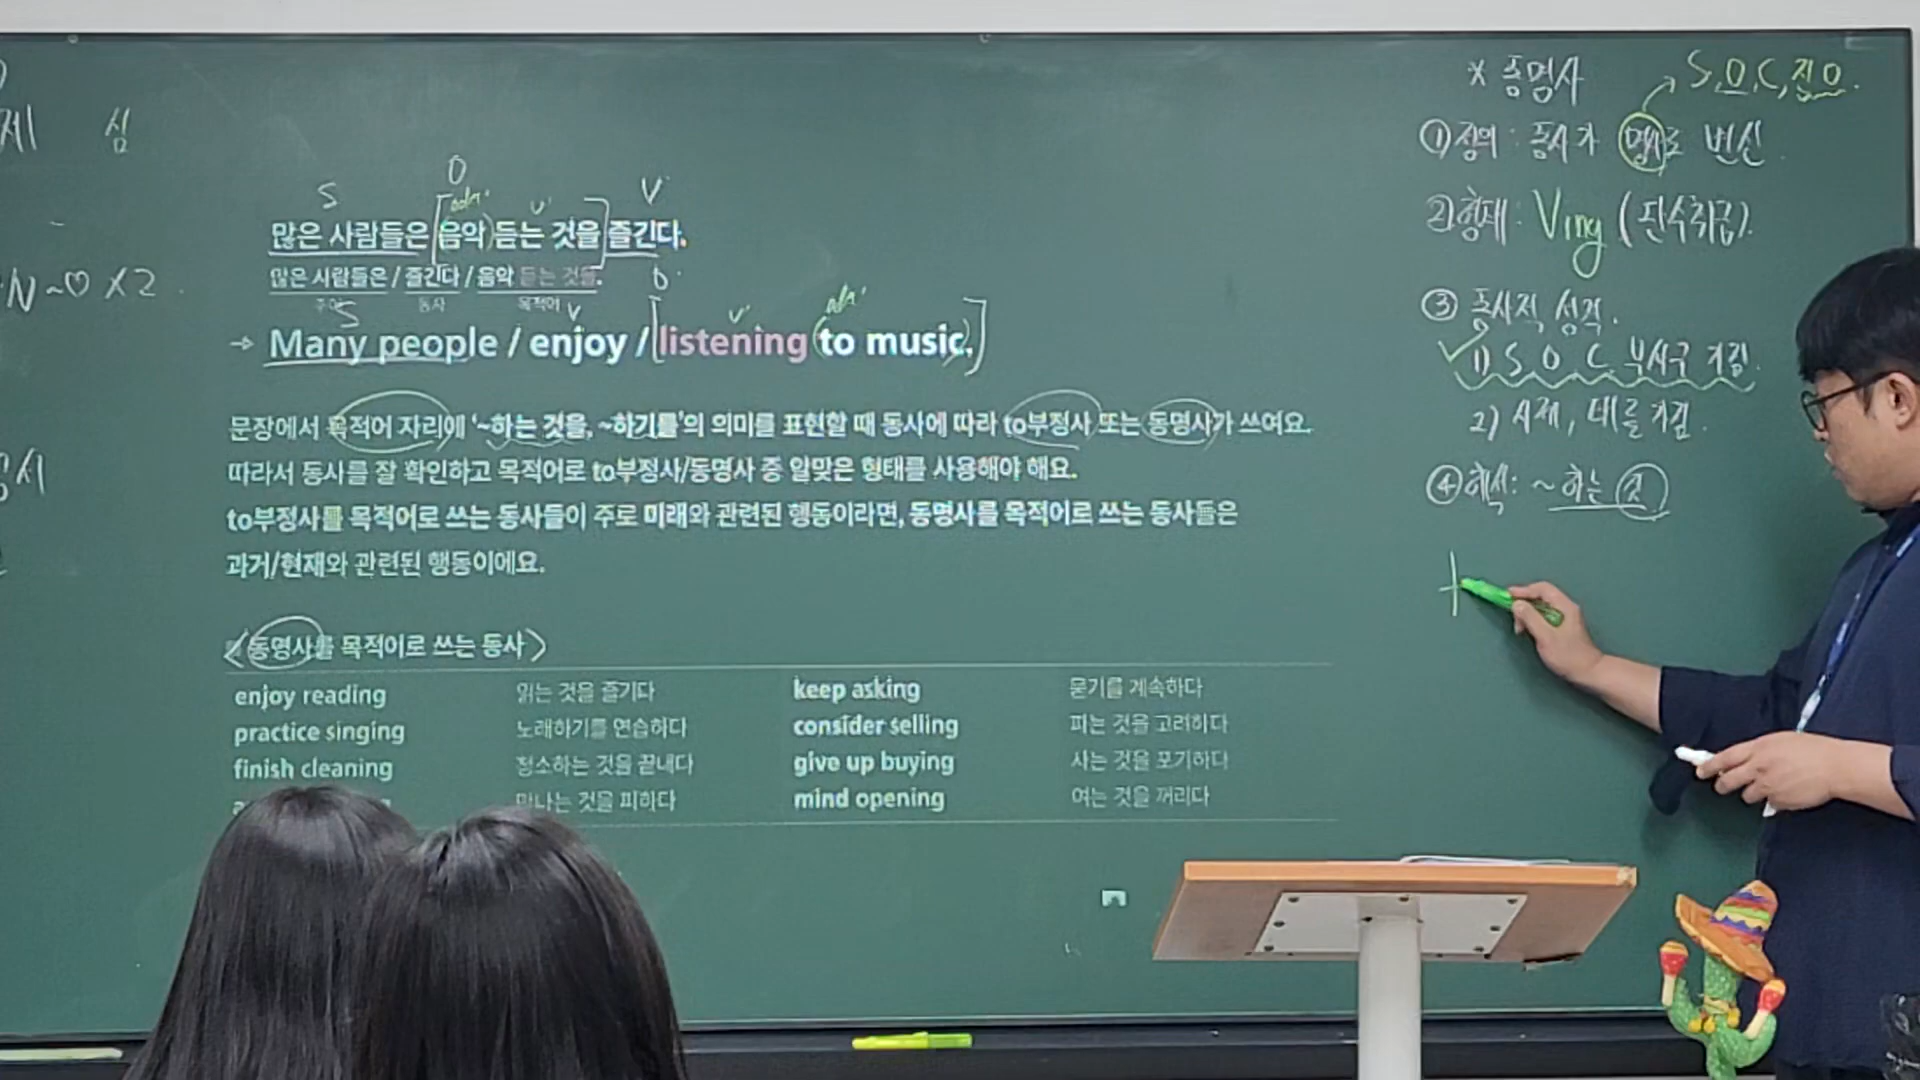 제 심
N~♡ X2
S O V
adv' v'
많은 사람들은 [음악) 듣는 것을] 즐긴다.
많은 사람들은 / 즐긴다 / 음악 듣는 것을.
주어 동사 목적어
S V O
v' adv'
→ Many people / enjoy / [listening (to music.)]
문장에서 목적어 자리에 '~하는 것을, ~하기를'의 의미를 표현할 때 동사에 따라 to부정사 또는 동명사가 쓰여요.
따라서 동사를 잘 확인하고 목적어로 to부정사/동명사 중 알맞은 형태를 사용해야 해요.
to부정사를 목적어로 쓰는 동사들이 주로 미래와 관련된 행동이라면, 동명사를 목적어로 쓰는 동사들은
과거/현재와 관련된 행동이에요.
<동명사를 목적어로 쓰는 동사>
enjoy reading 읽는 것을 즐기다 keep asking 묻기를 계속하다
practice singing 노래하기를 연습하다 consider selling 파는 것을 고려하다
finish cleaning 청소하는 것을 끝내다 give up buying 사는 것을 포기하다
만나는 것을 피하다 mind opening 여는 것을 꺼리다
* 동명사
S, O, C, 전O.
① 정의 : 동사가 명사로 변신.
② 형태 : Ving (단수취급).
③ 동사적 성격.
1) S O C 부사구 가짐.
2) 시제, 태를 가짐.
④ 해석: ~하는 것